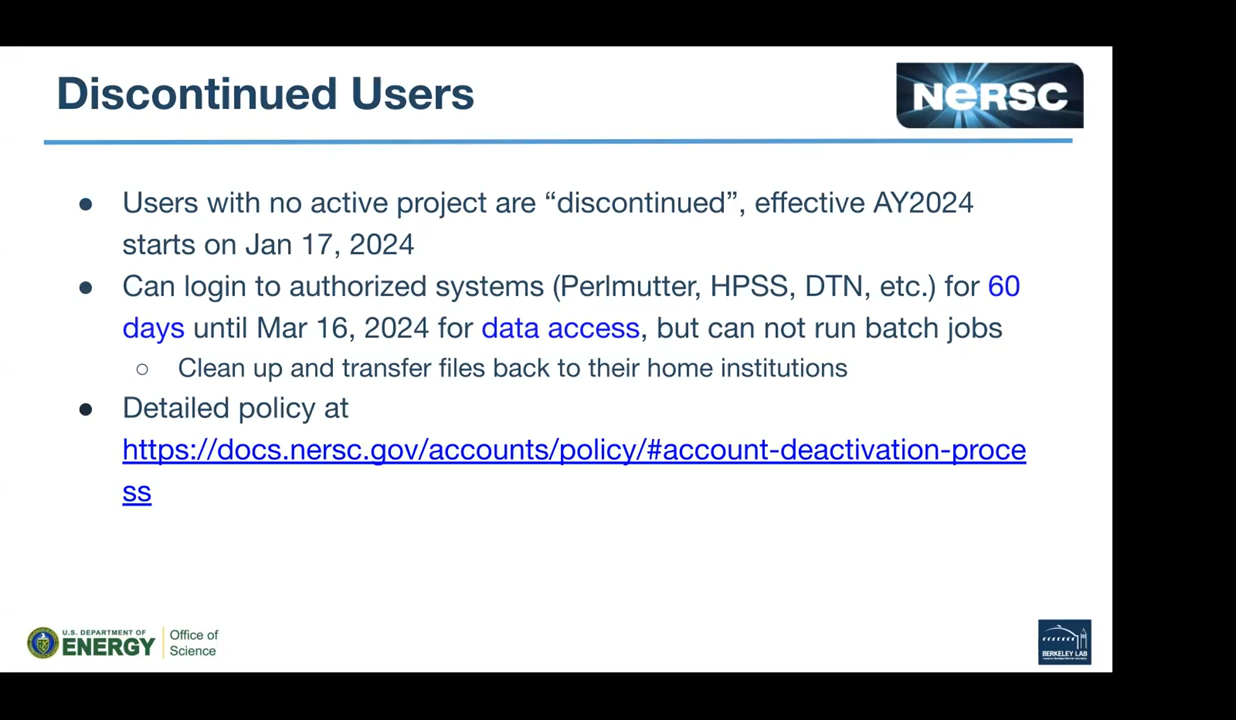 Discontinued Users
NERSC
● Users with no active project are “discontinued”, effective AY2024
starts on Jan 17, 2024
● Can login to authorized systems (Perlmutter, HPSS, DTN, etc.) for 60
days until Mar 16, 2024 for data access, but can not run batch jobs
○ Clean up and transfer files back to their home institutions
● Detailed policy at
https://docs.nersc.gov/accounts/policy/#account-deactivation-proce
ss
U.S. DEPARTMENT OF
ENERGY
Office of
Science
BERKELEY LAB